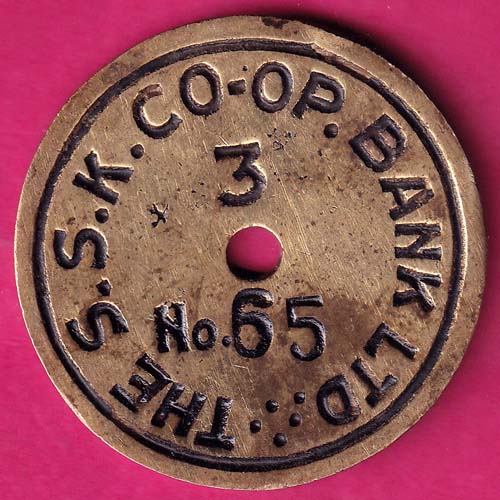 THE S.S.K. CO-OP. BANK LTD.
3
No. 65